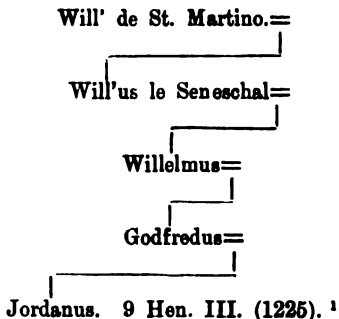 Will' de St. Martino.=
Will'us le Seneschal=
Willelmus=
Godfredus=
Jordanus. 9 Hen. III. (1225). ¹